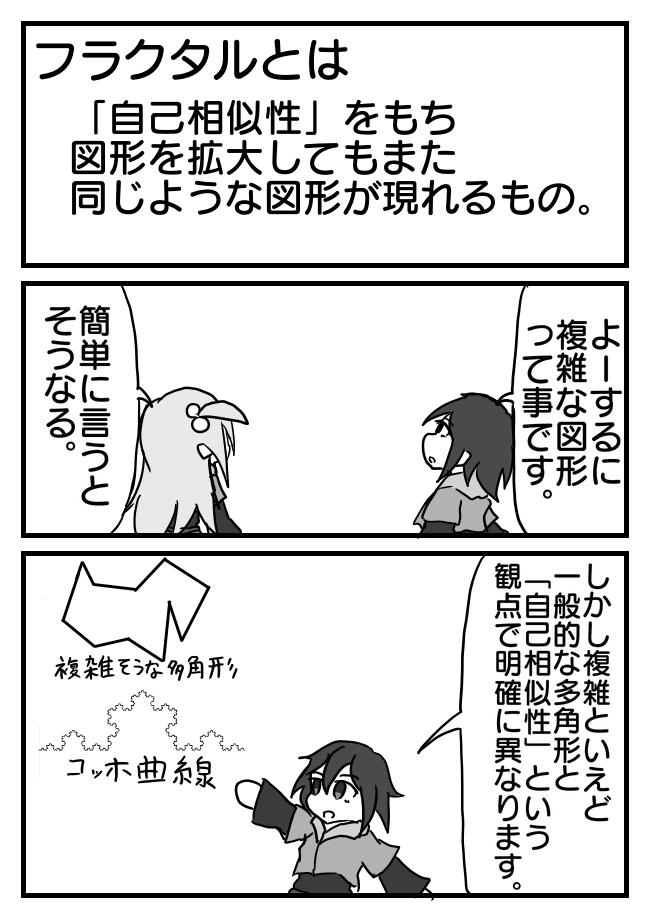 フラクタルとは
「自己相似性」をもち
図形を拡大してもまた
同じような図形が現れるもの。
よーするに
複雑な図形
って事です。
簡単に言うと
そうなる。
しかし複雑といえど
一般的な多角形と
「自己相似性」という
観点で明確に異なります。
複雑そうな多角形
コッホ曲線